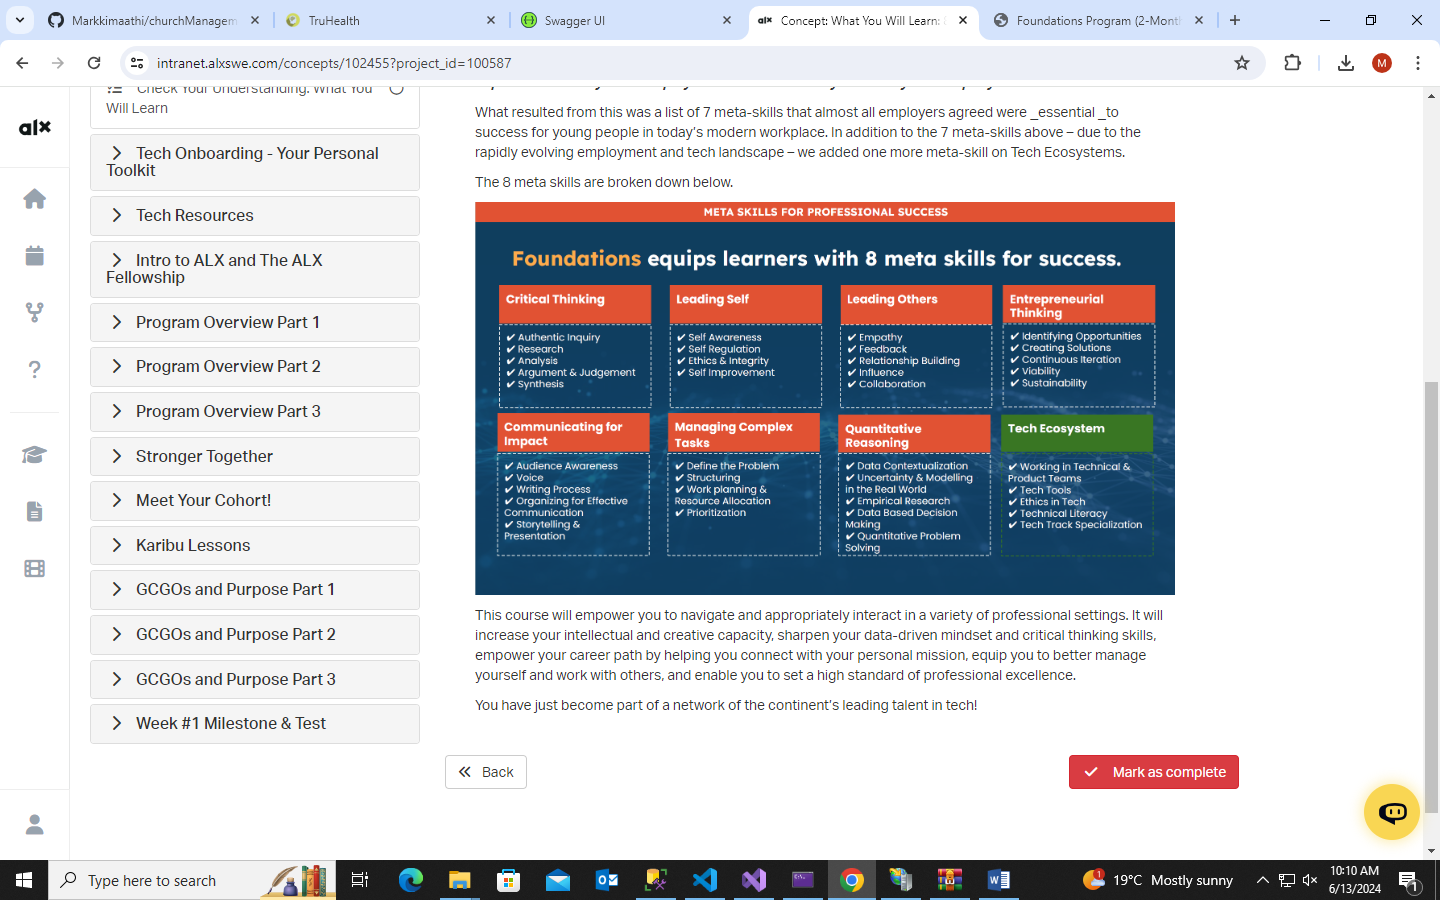 Markkimaathi/churchManagem
TruHealth
Swagger UI
Concept: What You Will Learn:
Foundations Program (2-Mont
intranet.alxswe.com/concepts/102455?project_id=100587
M
alx
Check Your Understanding: What You
Will Learn
Tech Onboarding - Your Personal
Toolkit
Tech Resources
Intro to ALX and The ALX
Fellowship
Program Overview Part 1
Program Overview Part 2
Program Overview Part 3
Stronger Together
Meet Your Cohort!
Karibu Lessons
GCGOs and Purpose Part 1
GCGOs and Purpose Part 2
GCGOs and Purpose Part 3
Week #1 Milestone & Test
What resulted from this was a list of 7 meta-skills that almost all employers agreed were _essential _to
success for young people in today's modern workplace. In addition to the 7 meta-skills above – due to the
rapidly evolving employment and tech landscape – we added one more meta-skill on Tech Ecosystems.
The 8 meta skills are broken down below.
META SKILLS FOR PROFESSIONAL SUCCESS
Foundations equips learners with 8 meta skills for success.
Critical Thinking
✔ Authentic Inquiry
✔ Research
✔ Analysis
✔ Argument & Judgement
✔ Synthesis
Leading Self
✔ Self Awareness
✔ Self Regulation
✔ Ethics & Integrity
✔ Self Improvement
Leading Others
✔ Empathy
✔ Feedback
✔ Relationship Building
✔ Influence
✔ Collaboration
Entrepreneurial
Thinking
✔ Identifying Opportunities
✔ Creating Solutions
✔ Continuous Iteration
✔ Viability
✔ Sustainability
Communicating for
Impact
✔ Audience Awareness
✔ Voice
✔ Writing Process
✔ Organizing for Effective
Communication
✔ Storytelling &
Presentation
Managing Complex
Tasks
✔ Define the Problem
✔ Structuring
✔ Work planning &
Resource Allocation
✔ Prioritization
Quantitative
Reasoning
✔ Data Contextualization
✔ Uncertainty & Modelling
in the Real World
✔ Empirical Research
✔ Data Based Decision
Making
✔ Quantitative Problem
Solving
Tech Ecosystem
✔ Working in Technical &
Product Teams
✔ Tech Tools
✔ Ethics in Tech
✔ Technical Literacy
✔ Tech Track Specialization
This course will empower you to navigate and appropriately interact in a variety of professional settings. It will
increase your intellectual and creative capacity, sharpen your data-driven mindset and critical thinking skills,
empower your career path by helping you connect with your personal mission, equip you to better manage
yourself and work with others, and enable you to set a high standard of professional excellence.
You have just become part of a network of the continent's leading talent in tech!
Back
Mark as complete
Type here to search
1
19°C Mostly sunny
10:10 AM
6/13/2024
1